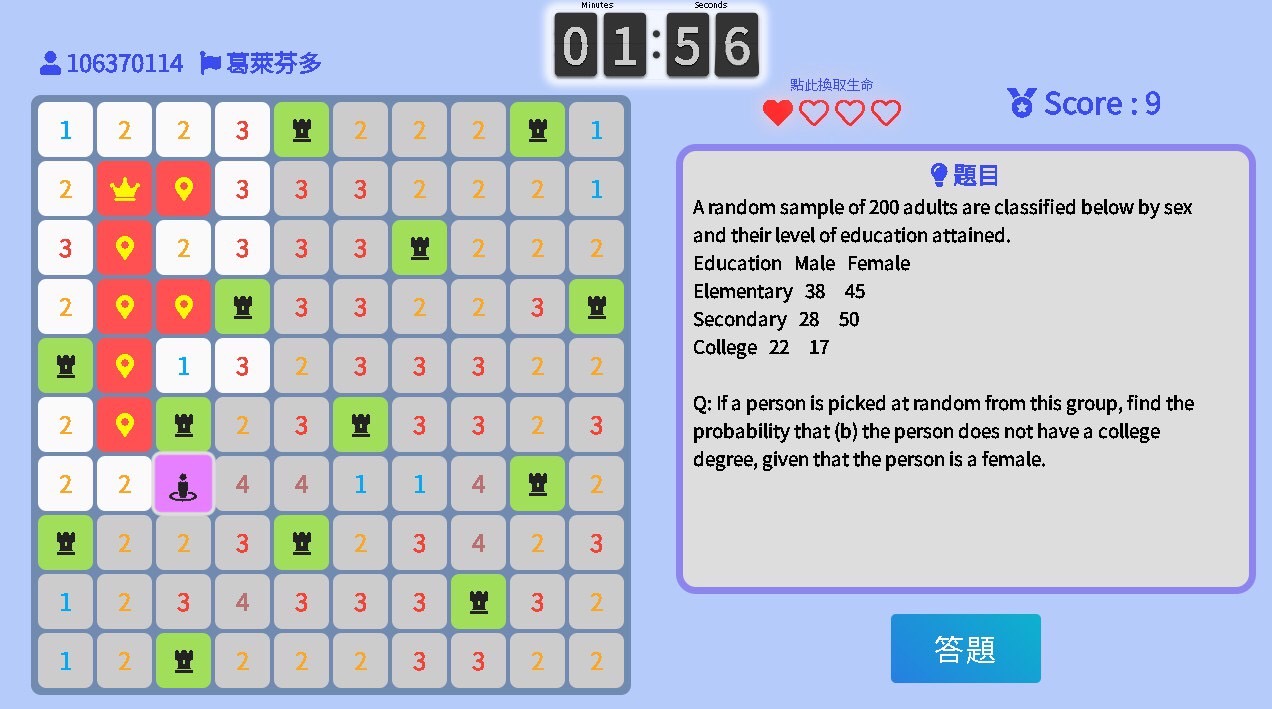 Minutes Seconds
01:56
106370114 葛萊芬多
點此換取生命
Score : 9
1 2 2 3 2 2 2 1
2 3 3 3 2 2 2 1
3 2 3 3 3 2 2 2
2 3 3 2 2 3
1 3 2 3 3 3 2 2
2 2 3 3 3 2 3
2 2 4 4 1 1 4 2
2 2 3 2 3 4 2 3
1 2 3 4 3 3 3 3 2
1 2 2 2 2 3 3 2 2
題目
A random sample of 200 adults are classified below by sex
and their level of education attained.
Education Male Female
Elementary 38 45
Secondary 28 50
College 22 17
Q: If a person is picked at random from this group, find the
probability that (b) the person does not have a college
degree, given that the person is a female.
答題